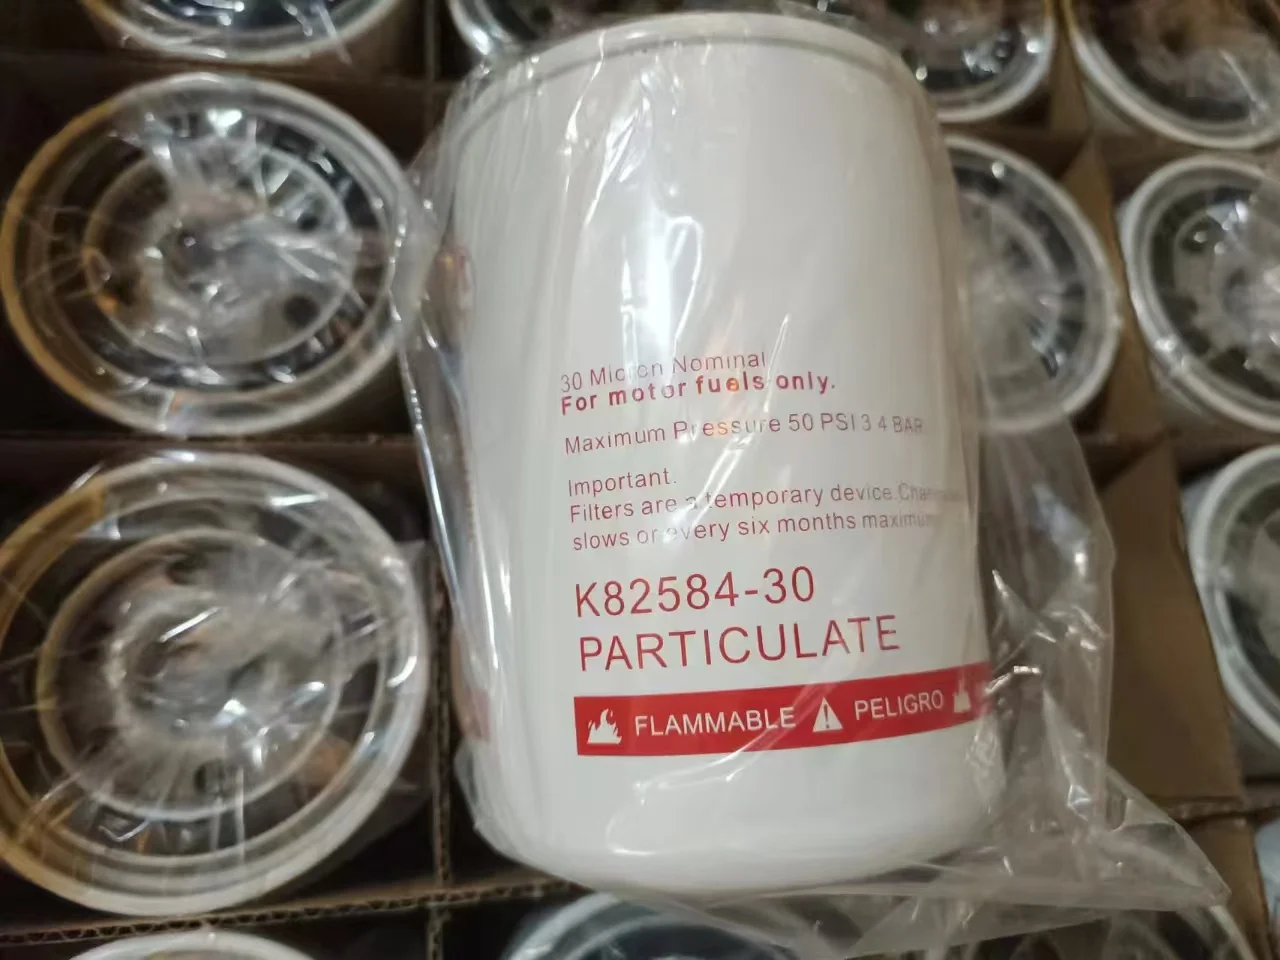 30 Micron Nominal
For motor fuels only.
Maximum Pressure 50 PSI 3 4 BAR
Important.
Filters are a temporary device.
slows or every six months maximum
K82584-30
PARTICULATE
FLAMMABLE PELIGRO